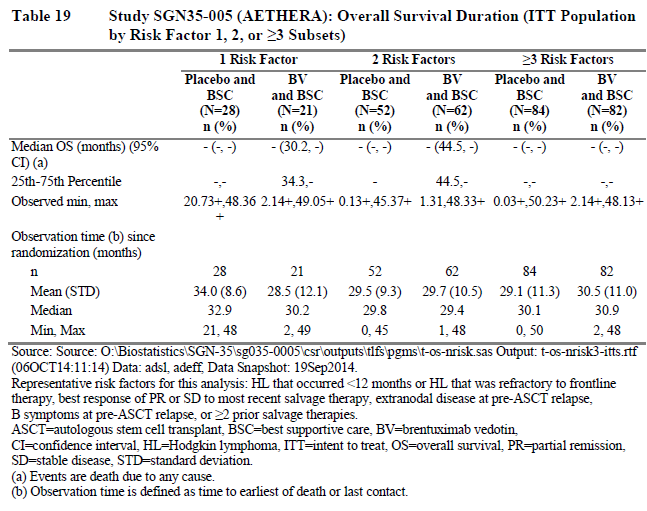 Table 19 Study SGN35-005 (AETHERA): Overall Survival Duration (ITT Population
by Risk Factor 1, 2, or ≥3 Subsets)
1 Risk Factor 2 Risk Factors ≥3 Risk Factors
Placebo and BV Placebo and BV Placebo and BV
BSC and BSC BSC and BSC BSC and BSC
(N=28) (N=21) (N=52) (N=62) (N=84) (N=82)
n (%) n (%) n (%) n (%) n (%) n (%)
Median OS (months) (95% - (-, -) - (30.2, -) - (-, -) - (44.5, -) - (-, -) - (-, -)
CI) (a)
25th-75th Percentile -,- 34.3,- - 44.5,- -,- -,-
Observed min, max 20.73+,48.36 2.14+,49.05+ 0.13+,45.37+ 1.31,48.33+ 0.03+,50.23+ 2.14+,48.13+
+
Observation time (b) since
randomization (months)
n 28 21 52 62 84 82
Mean (STD) 34.0 (8.6) 28.5 (12.1) 29.5 (9.3) 29.7 (10.5) 29.1 (11.3) 30.5 (11.0)
Median 32.9 30.2 29.8 29.4 30.1 30.9
Min, Max 21, 48 2, 49 0, 45 1, 48 0, 50 2, 48
Source: Source: O:\Biostatistics\SGN-35\sg035-0005\csr\outputs\tlfs\pgms\t-os-nrisk.sas Output: t-os-nrisk3-itts.rtf
(06OCT14:11:14) Data: adsl, adeff, Data Snapshot: 19Sep2014.
Representative risk factors for this analysis: HL that occurred <12 months or HL that was refractory to frontline
therapy, best response of PR or SD to most recent salvage therapy, extranodal disease at pre-ASCT relapse,
B symptoms at pre-ASCT relapse, or ≥2 prior salvage therapies.
ASCT=autologous stem cell transplant, BSC=best supportive care, BV=brentuximab vedotin,
CI=confidence interval, HL=Hodgkin lymphoma, ITT=intent to treat, OS=overall survival, PR=partial remission,
SD=stable disease, STD=standard deviation.
(a) Events are death due to any cause.
(b) Observation time is defined as time to earliest of death or last contact.